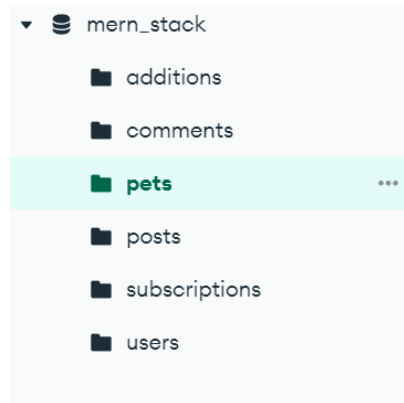 mern_stack
additions
comments
pets
posts
subscriptions
users